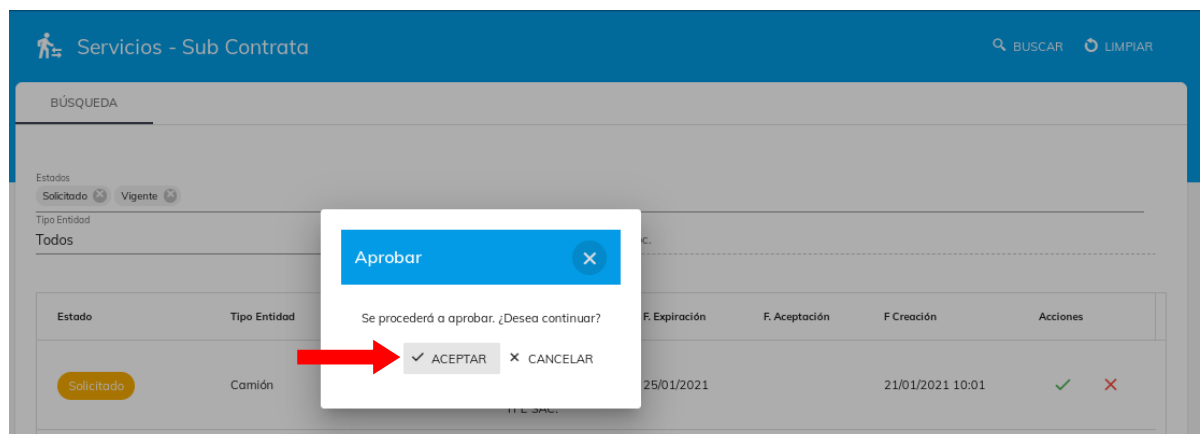 Servicios - Sub Contrata
BUSCAR
LIMPIAR
BÚSQUEDA
Estados
Solicitado
Vigente
Tipo Entidad
Todos
Aprobar
Se procederá a aprobar. ¿Desea continuar?
ACEPTAR
CANCELAR
Estado
Tipo Entidad
F. Expiración
F. Aceptación
F Creación
Acciones
Solicitado
Camión
25/01/2021
21/01/2021 10:01